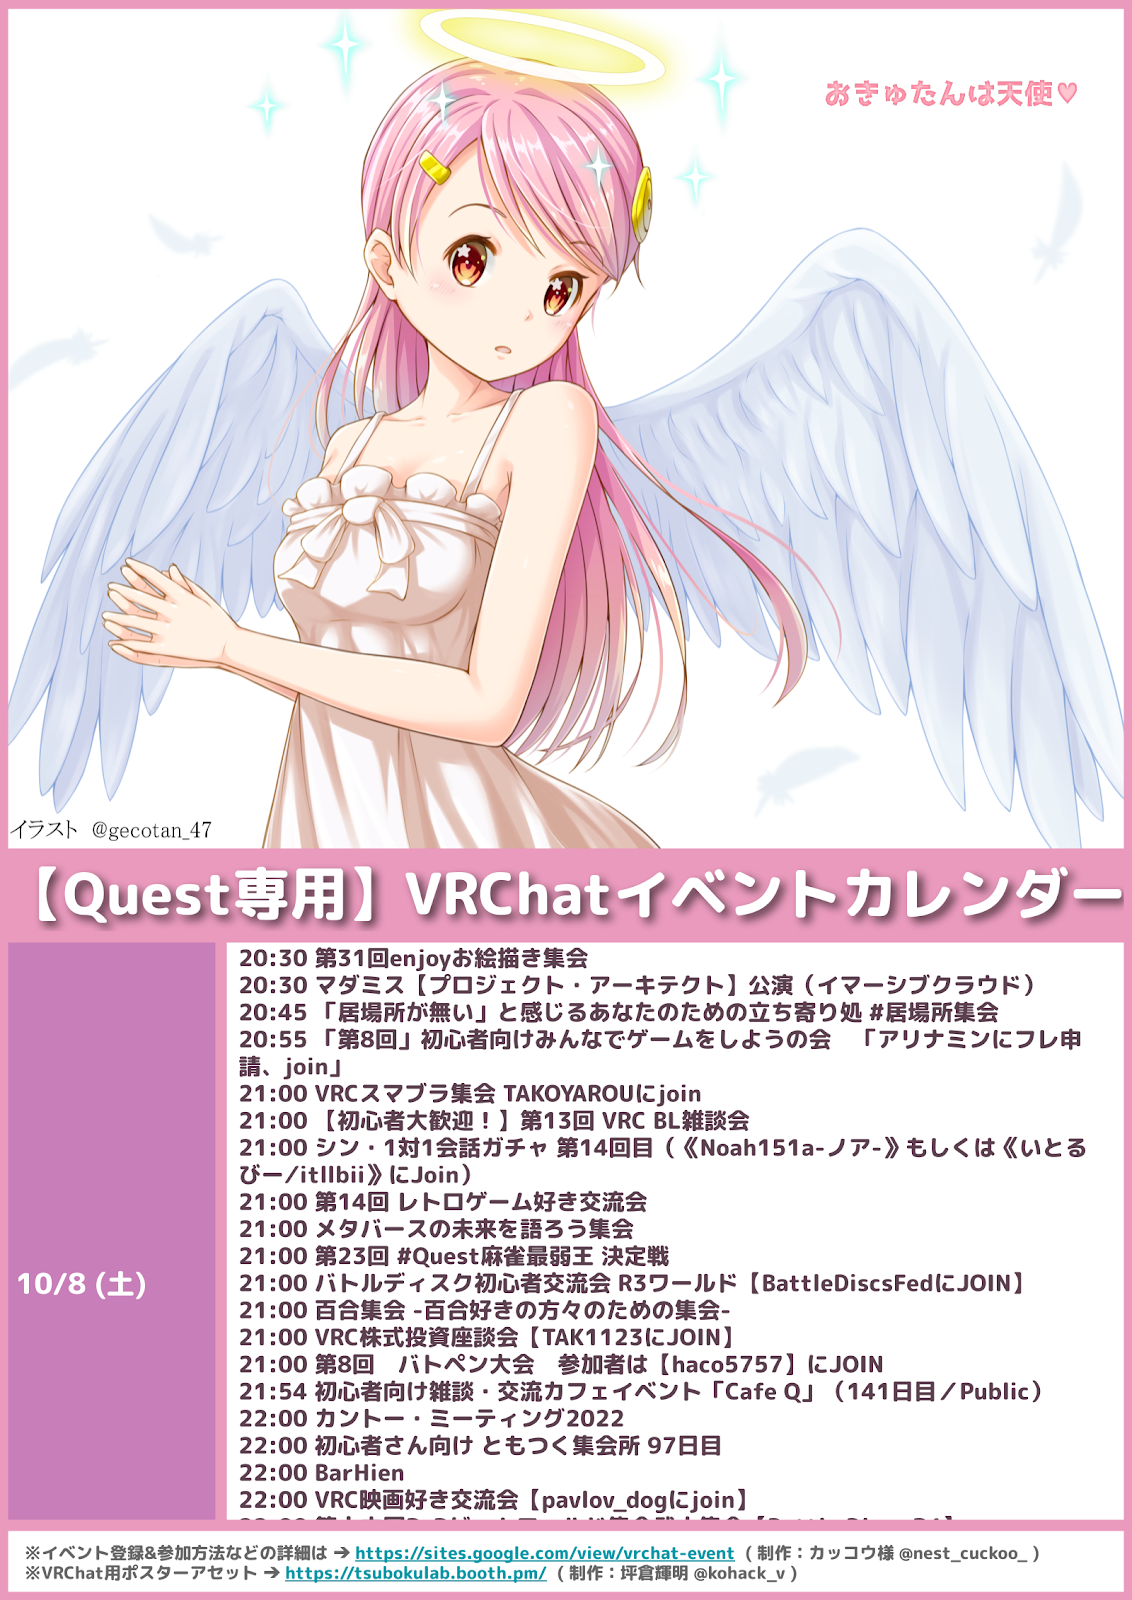 おきゅたんは天使♥
イラスト @gecotan_47
【Quest専用】VRChatイベントカレンダー
10/8 (土)
20:30 第31回enjoyお絵描き集会
20:30 マダミス【プロジェクト・アーキテクト】公演（イマーシブクラウド）
20:45 「居場所が無い」と感じるあなたのための立ち寄り処 #居場所集会
20:55 「第8回」初心者向けみんなでゲームをしようの会　「アリナミンにフレ申
請、join」
21:00 VRCスマブラ集会 TAKOYAROUにjoin
21:00 【初心者大歓迎！】第13回 VRC BL雑談会
21:00 シン・1対1会話ガチャ 第14回目（《Noah151a-ノア-》もしくは《いとる
びー/itllbii》にJoin）
21:00 第14回 レトロゲーム好き交流会
21:00 メタバースの未来を語ろう集会
21:00 第23回 #Quest麻雀最弱王 決定戦
21:00 バトルディスク初心者交流会 R3ワールド【BattleDiscsFedにJOIN】
21:00 百合集会 -百合好きの方々のための集会-
21:00 VRC株式投資座談会【TAK1123にJOIN】
21:00 第8回　バトペン大会　参加者は【haco5757】にJOIN
21:54 初心者向け雑談・交流カフェイベント「Cafe Q」（141日目／Public）
22:00 カントー・ミーティング2022
22:00 初心者さん向け ともつく集会所 97日目
22:00 BarHien
22:00 VRC映画好き交流会【pavlov_dogにjoin】
※イベント登録&参加方法などの詳細は ➔ https://sites.google.com/view/vrchat-event ( 制作：カッコウ様 @nest_cuckoo_ )
※VRChat用ポスターアセット ➔ https://tsubokulab.booth.pm/ ( 制作：坪倉輝明 @kohack_v )